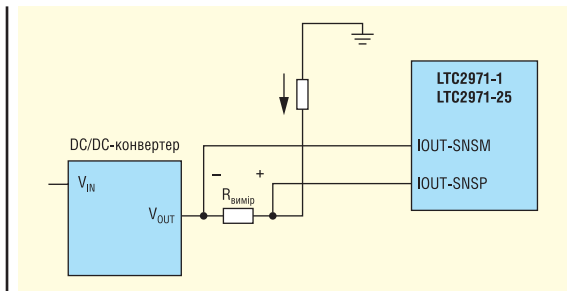 LTC2971-1
LTC2971-25
DC/DC-конвертер
IOUT-SNSM
− +
IOUT-SNSP
VIN
Rвимір
VOUT